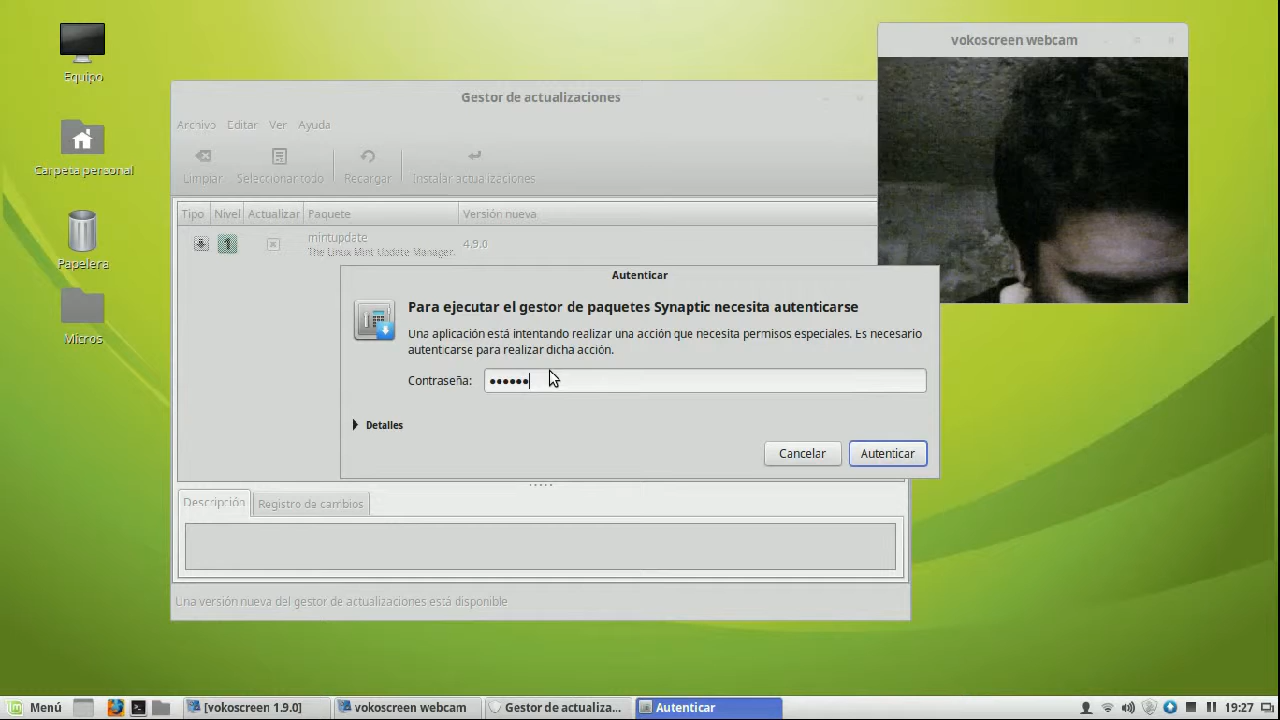 Equipo
Carpeta personal
Papelera
Micros
vokoscreen webcam
Gestor de actualizaciones
Archivo Editar Ver Ayuda
Limpiar Seleccionar todo Recargar Instalar actualizaciones
Tipo Nivel Actualizar Paquete Versión nueva
1 mintupdate 4.9.0
The Linux Mint Update Manager.
Autenticar
Para ejecutar el gestor de paquetes Synaptic necesita autenticarse
Una aplicación está intentando realizar una acción que necesita permisos especiales. Es necesario
autenticarse para realizar dicha acción.
Contraseña: ••••••
Detalles
Cancelar Autenticar
Descripción Registro de cambios
Una versión nueva del gestor de actualizaciones está disponible
Menú [vokoscreen 1.9.0] vokoscreen webcam Gestor de actualiza... Autenticar 19:27